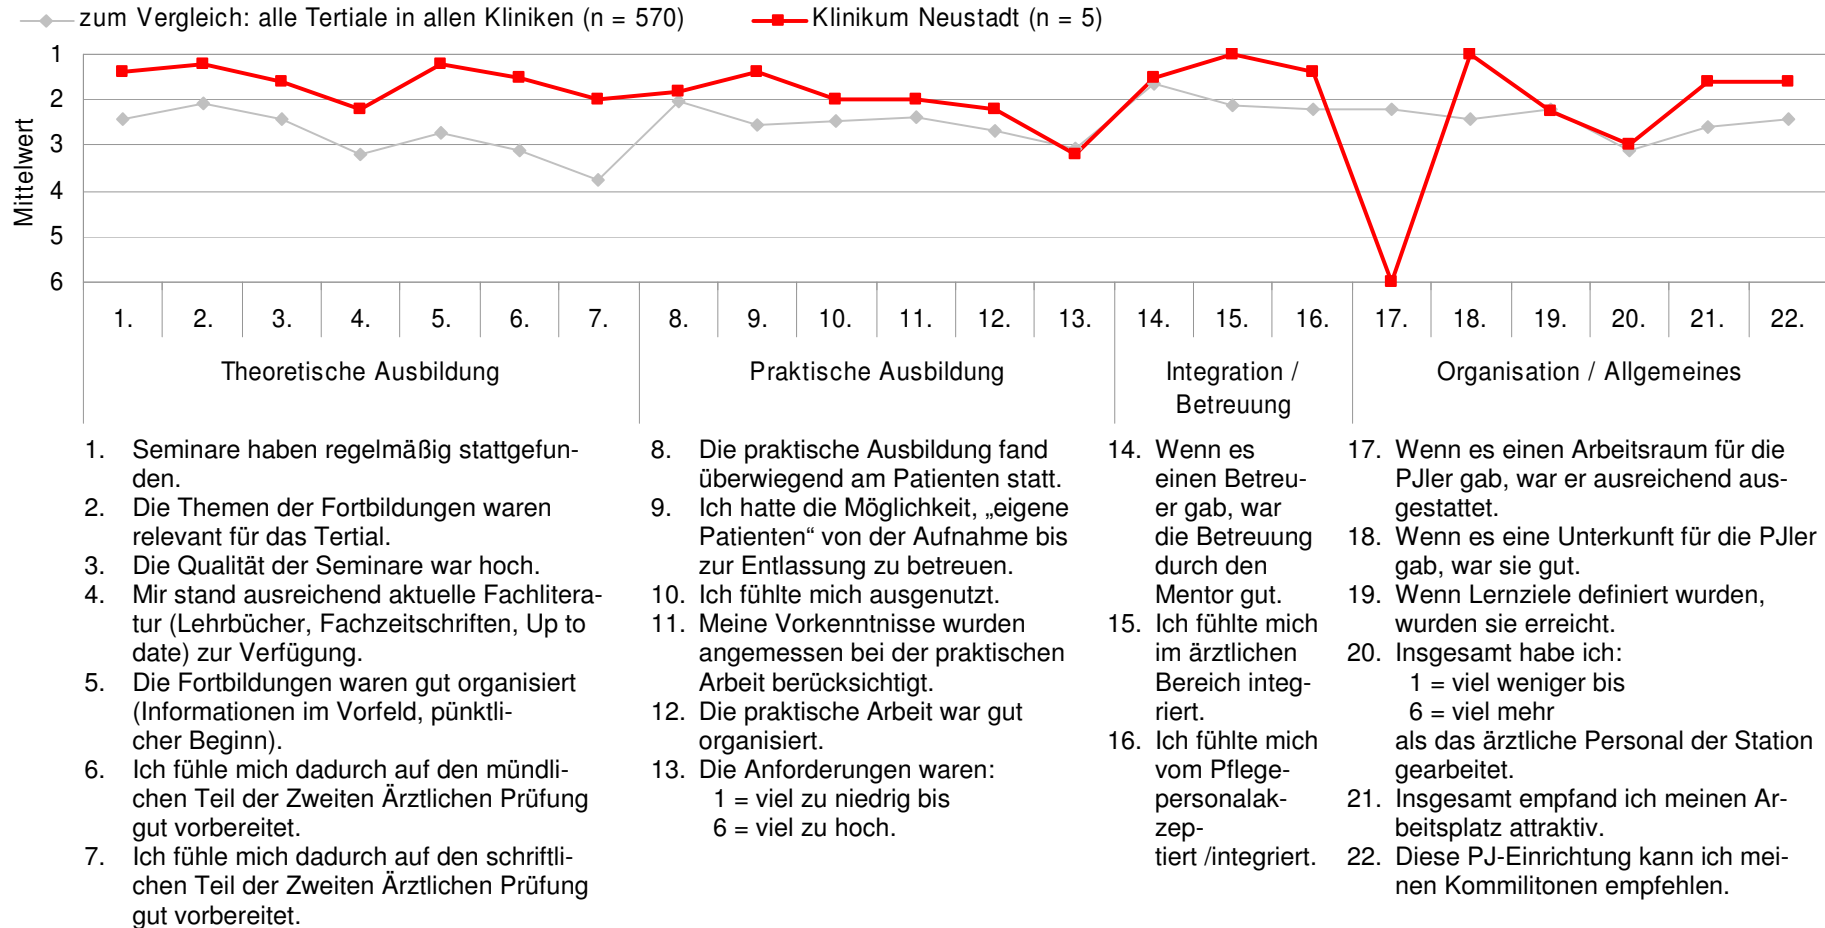 zum Vergleich: alle Tertiale in allen Kliniken (n = 570)
Klinikum Neustadt (n = 5)
Mittelwert
1
2
3
4
5
6
1. 2. 3. 4. 5. 6. 7. 8. 9. 10. 11. 12. 13. 14. 15. 16. 17. 18. 19. 20. 21. 22.
Theoretische Ausbildung
Praktische Ausbildung
Integration /
Betreuung
Organisation / Allgemeines
1. Seminare haben regelmäßig stattgefun-
den.
2. Die Themen der Fortbildungen waren
relevant für das Tertial.
3. Die Qualität der Seminare war hoch.
4. Mir stand ausreichend aktuelle Fachlitera-
tur (Lehrbücher, Fachzeitschriften, Up to
date) zur Verfügung.
5. Die Fortbildungen waren gut organisiert
(Informationen im Vorfeld, pünktli-
cher Beginn).
6. Ich fühle mich dadurch auf den mündli-
chen Teil der Zweiten Ärztlichen Prüfung
gut vorbereitet.
7. Ich fühle mich dadurch auf den schriftli-
chen Teil der Zweiten Ärztlichen Prüfung
gut vorbereitet.
8. Die praktische Ausbildung fand
überwiegend am Patienten statt.
9. Ich hatte die Möglichkeit, „eigene
Patienten“ von der Aufnahme bis
zur Entlassung zu betreuen.
10. Ich fühlte mich ausgenutzt.
11. Meine Vorkenntnisse wurden
angemessen bei der praktischen
Arbeit berücksichtigt.
12. Die praktische Arbeit war gut
organisiert.
13. Die Anforderungen waren:
1 = viel zu niedrig bis
6 = viel zu hoch.
14. Wenn es
einen Betreu-
er gab, war
die Betreuung
durch den
Mentor gut.
15. Ich fühlte mich
im ärztlichen
Bereich integ-
riert.
16. Ich fühlte mich
vom Pflege-
personalak-
zep-
tiert /integriert.
17. Wenn es einen Arbeitsraum für die
PJler gab, war er ausreichend aus-
gestattet.
18. Wenn es eine Unterkunft für die PJler
gab, war sie gut.
19. Wenn Lernziele definiert wurden,
wurden sie erreicht.
20. Insgesamt habe ich:
1 = viel weniger bis
6 = viel mehr
als das ärztliche Personal der Station
gearbeitet.
21. Insgesamt empfand ich meinen Ar-
beitsplatz attraktiv.
22. Diese PJ-Einrichtung kann ich mei-
nen Kommilitonen empfehlen.